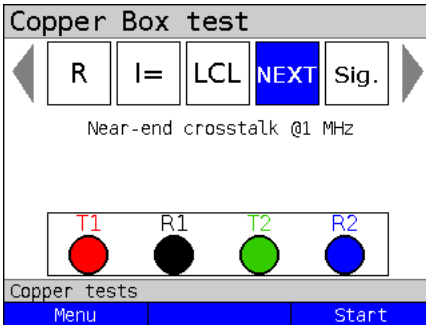 Copper Box test
R I= LCL NEXT Sig.
Near-end crosstalk @1 MHz
T1 R1 T2 R2
Copper tests
Menu Start